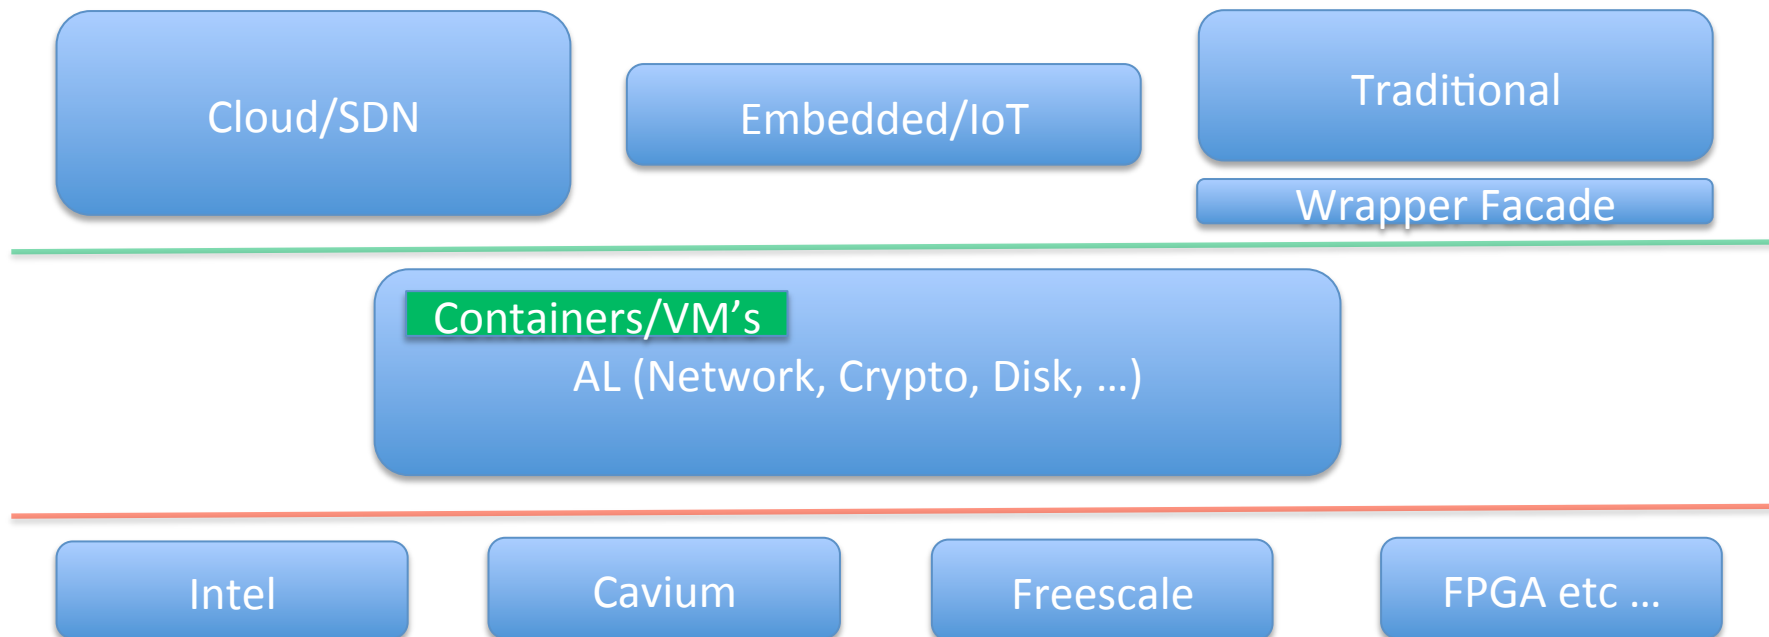 Cloud/SDN
Embedded/IoT
Traditional
Wrapper Facade
Containers/VM’s
AL (Network, Crypto, Disk, …)
Intel
Cavium
Freescale
FPGA etc …